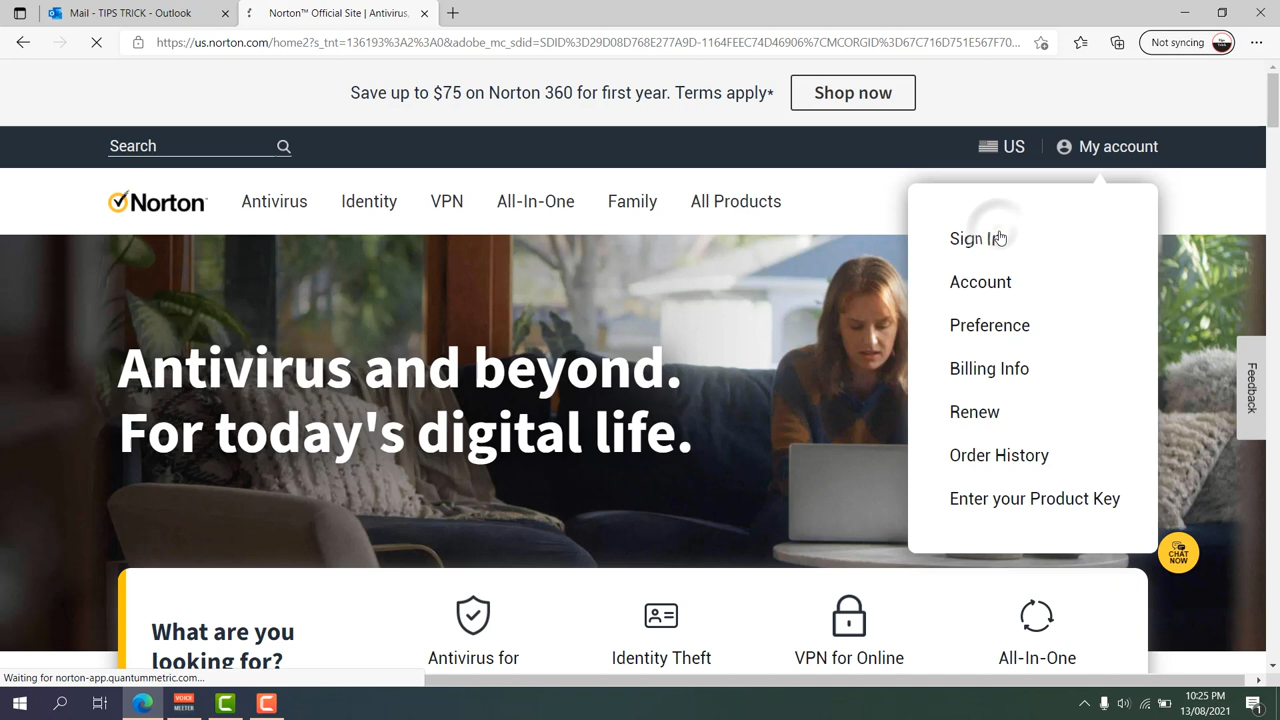 Mail - TIPS TRICK - Outlook
Norton™ Official Site | Antivirus,
https://us.norton.com/home2?s_tnt=136193%3A2%3A0&adobe_mc_sdid=SDID%3D29D08D768E277A9D-1164FEEC74D46906%7CMCORGID%3D67C716D751E567F70...
Not syncing
Save up to $75 on Norton 360 for first year. Terms apply*
Shop now
Search
US
My account
Norton
Antivirus
Identity
VPN
All-In-One
Family
All Products
Sign In
Account
Preference
Billing Info
Renew
Order History
Enter your Product Key
Antivirus and beyond.
For today's digital life.
Feedback
CHAT
NOW
What are you
looking for?
Antivirus for
Identity Theft
VPN for Online
All-In-One
Waiting for norton-app.quantummetric.com...
VOICE
MEETER
10:25 PM
13/08/2021
1